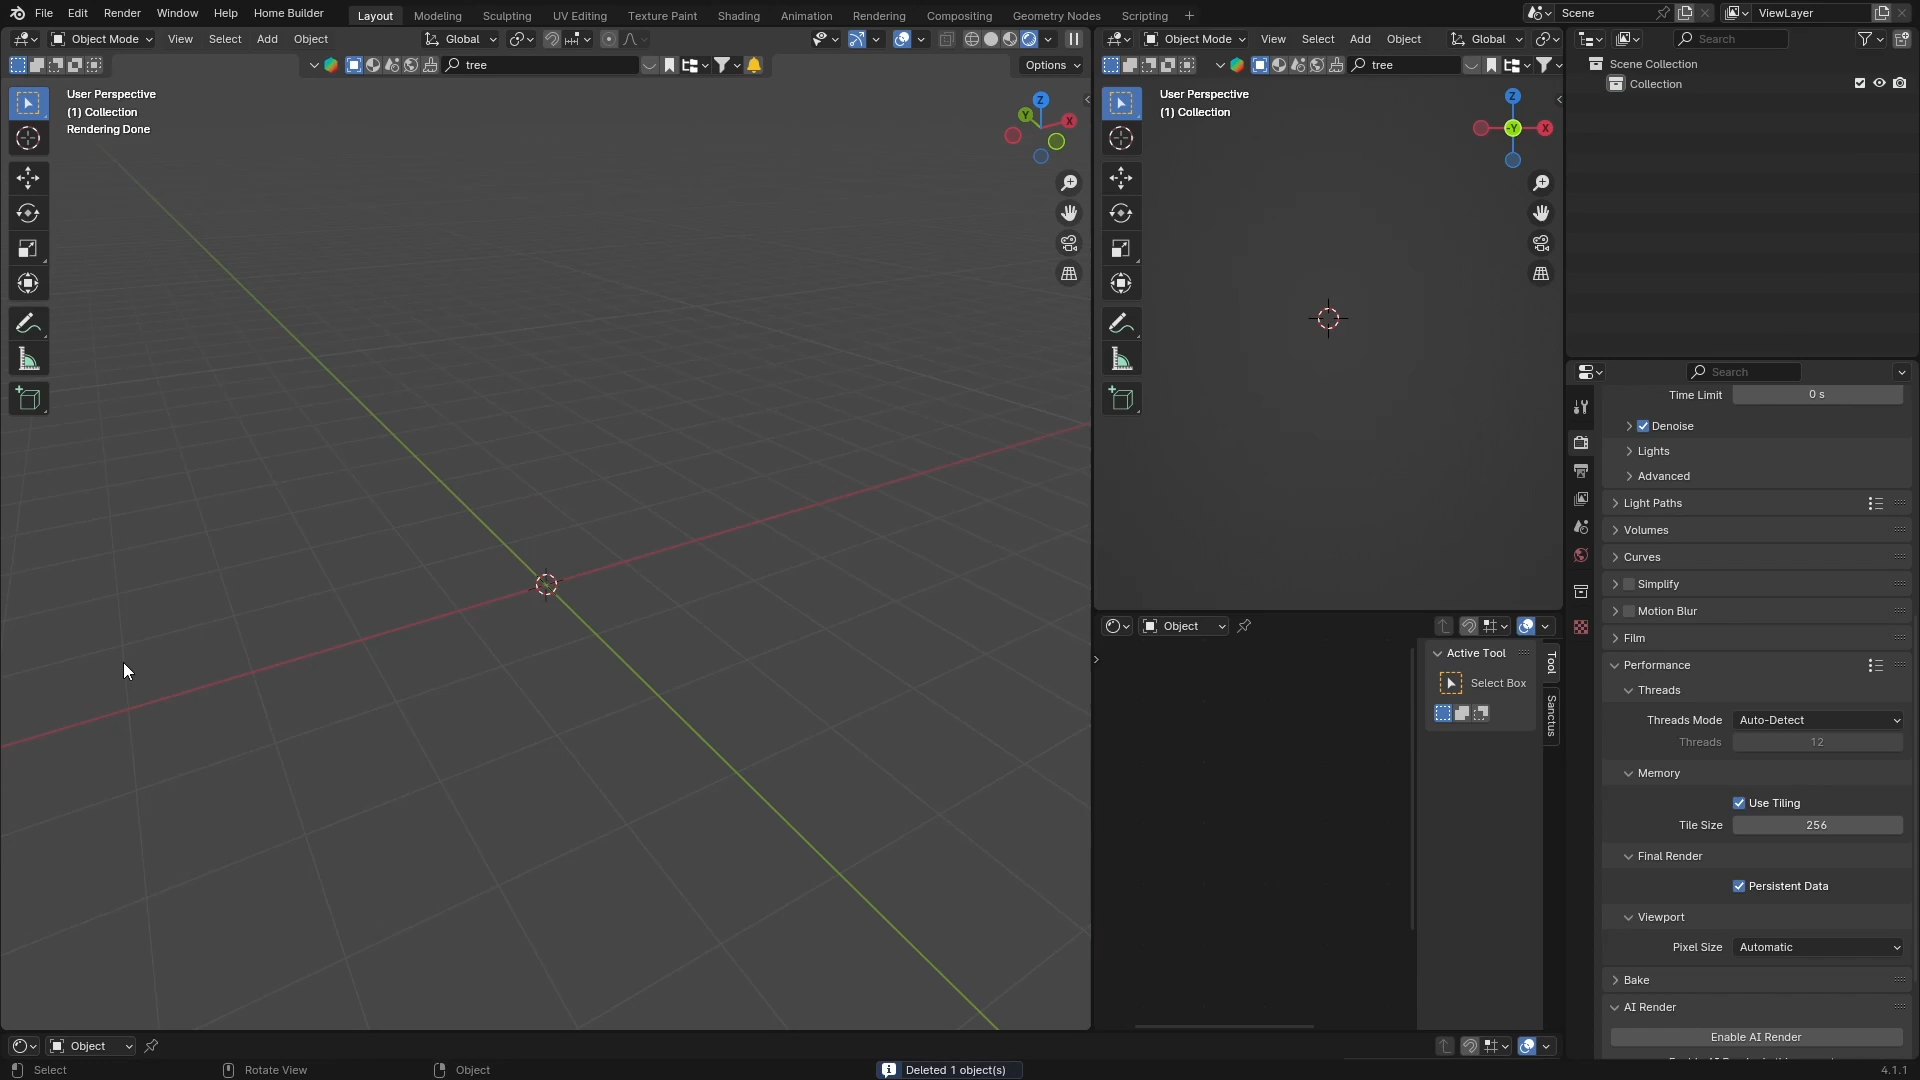 File Edit Render Window Help Home Builder Layout Modeling Sculpting UV Editing Texture Paint Shading Animation Rendering Compositing Geometry Nodes Scripting + Scene ViewLayer
Object Mode View Select Add Object Global
tree Options
User Perspective
(1) Collection
Rendering Done
Z
Y
X
Object Mode View Select Add Object Global
tree
User Perspective
(1) Collection
Z
-Y
X
Search
Scene Collection
Collection
Search
Time Limit 0 s
Denoise
Lights
Advanced
Light Paths
Volumes
Curves
Simplify
Motion Blur
Film
Performance
Threads
Threads Mode Auto-Detect
Threads 12
Memory
Use Tiling
Tile Size 256
Final Render
Persistent Data
Viewport
Pixel Size Automatic
Bake
AI Render
Enable AI Render
Object
Active Tool
Select Box
Tool
Sanctus
Object
Select Rotate View Object Deleted 1 object(s) 4.1.1